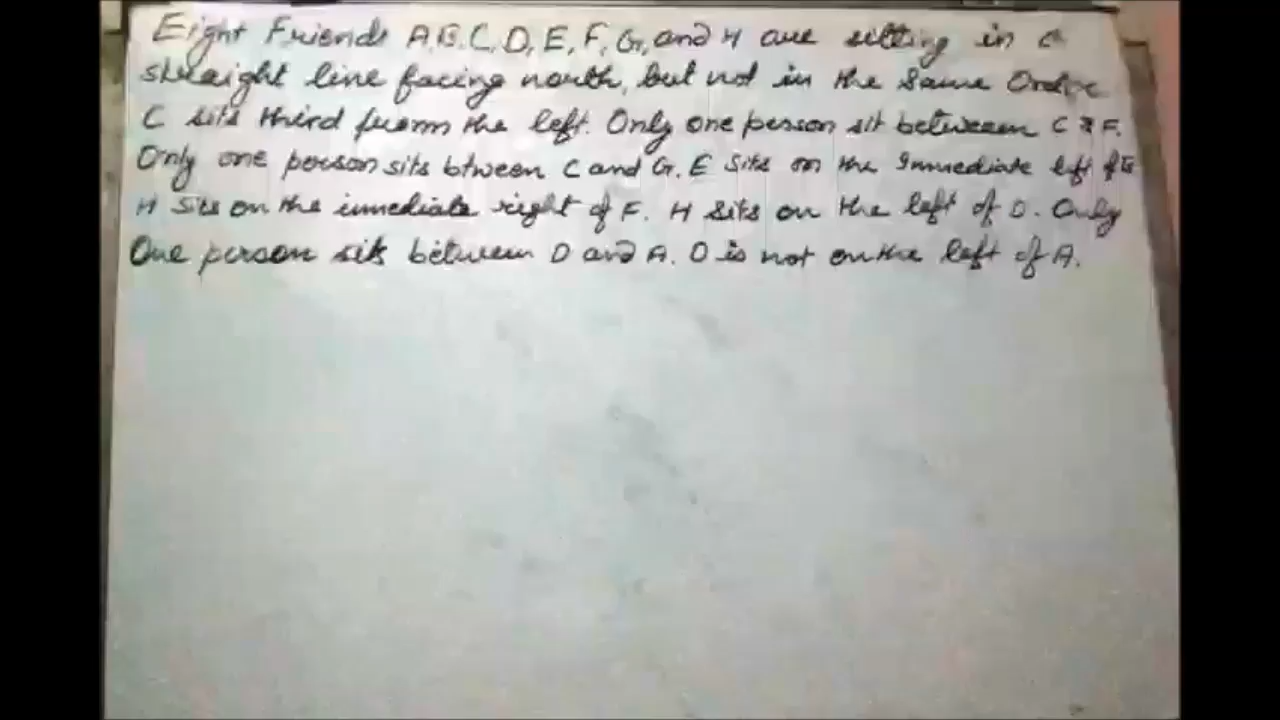 Eight Friends A, B, C, D, E, F, G, and H are sitting in a
straight line facing north, but not in the same Order
C sits third from the left. Only one person sit between C & F.
Only one person sits btween C and G. E sits on the immediate left of G
H sits on the immediate right of F. H sits on the left of D. Only
One person sits between D and A. D is not on the left of A.